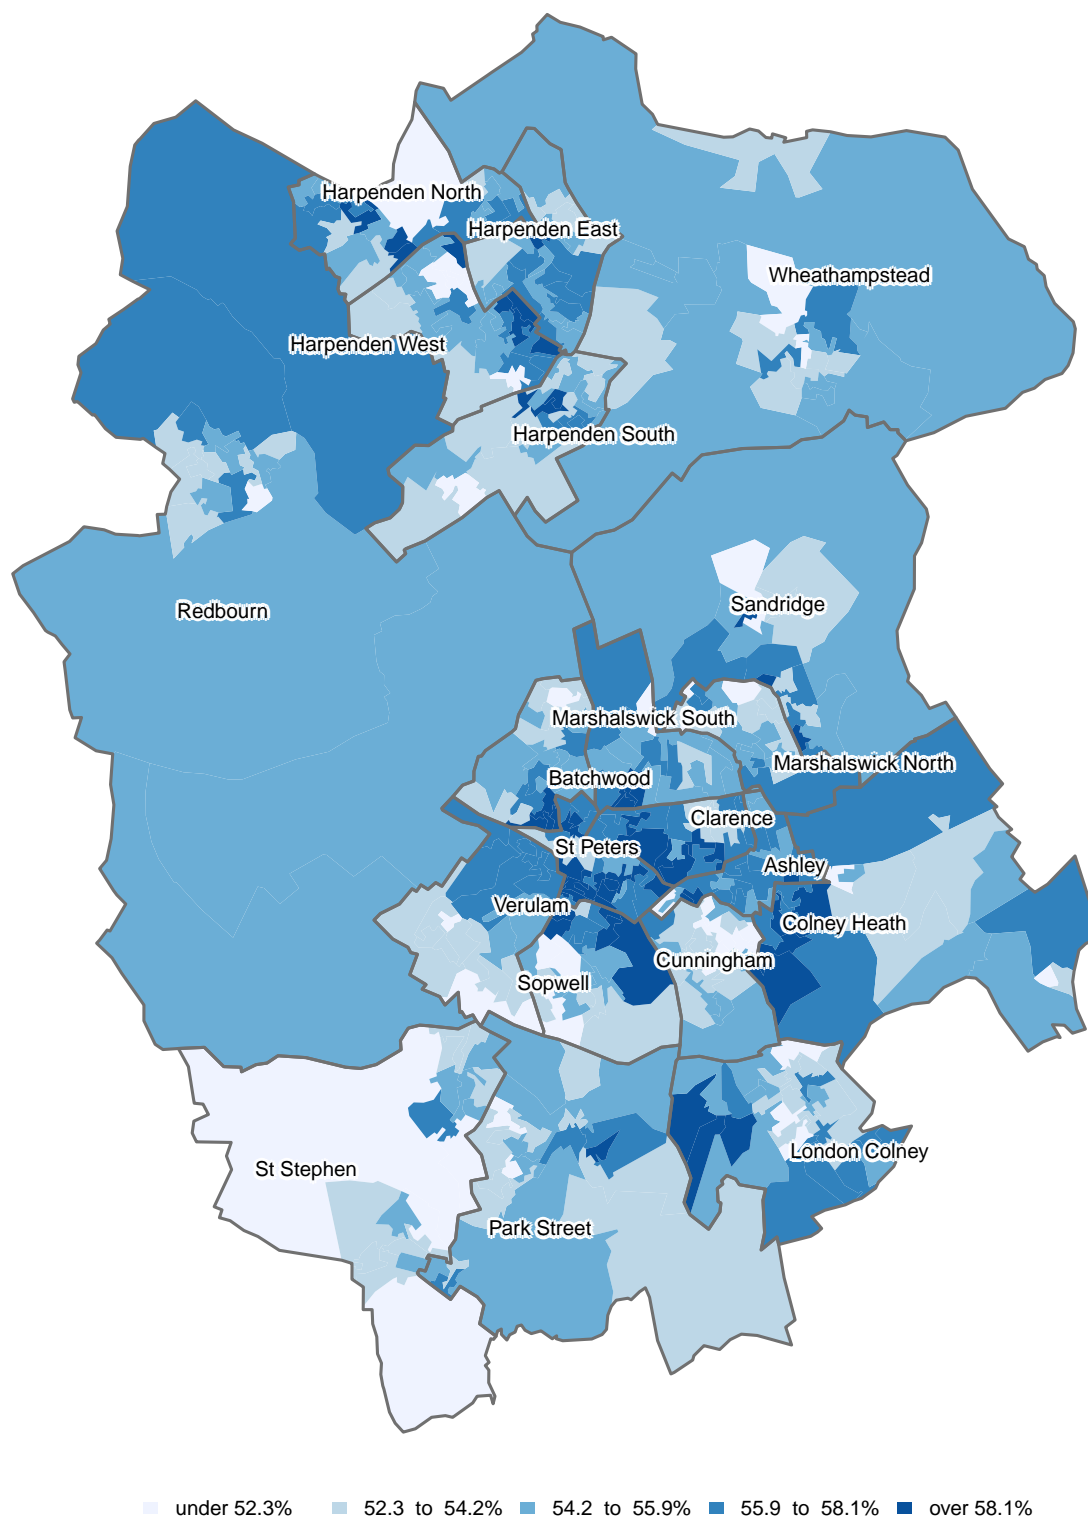 Harpenden North
Harpenden East
Wheathampstead
Harpenden West
Harpenden South
Sandridge
Redbourn
Marshalswick South
Marshalswick North
Batchwood
Clarence
St Peters
Ashley
Verulam
Colney Heath
Cunningham
Sopwell
London Colney
St Stephen
Park Street
under 52.3% 52.3 to 54.2% 54.2 to 55.9% 55.9 to 58.1% over 58.1%